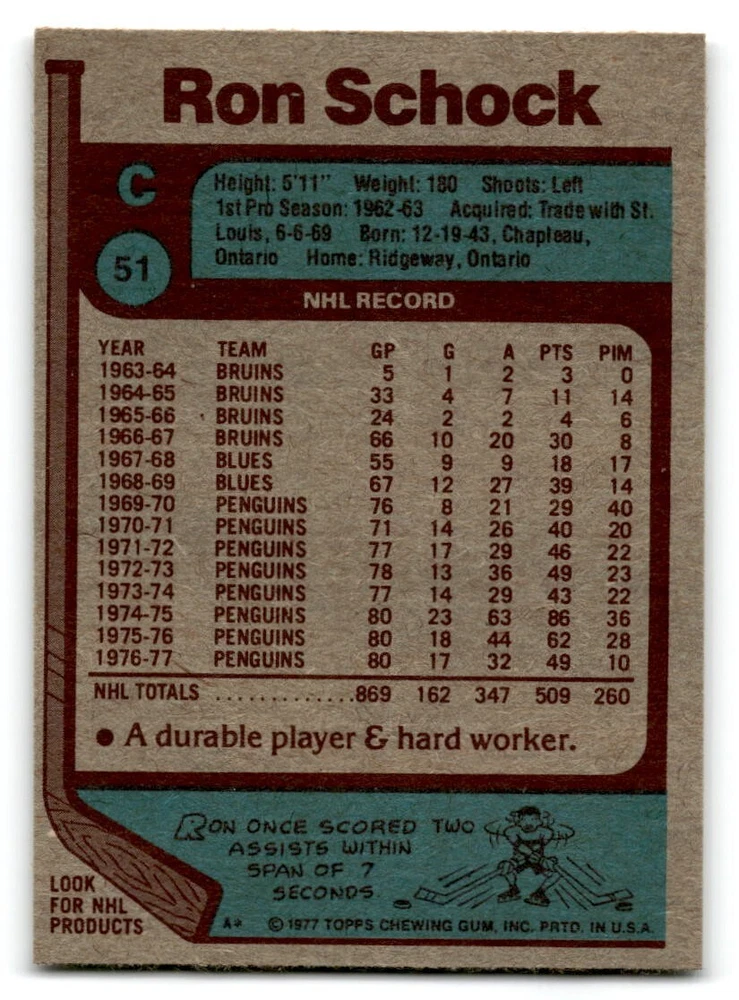 Ron Schock
C
51
Height: 5'11" Weight: 180 Shoots: Left
1st Pro Season: 1962-63 Acquired: Trade with St.
Louis, 6-6-69 Born: 12-19-43, Chapleau,
Ontario Home: Ridgeway, Ontario
NHL RECORD
YEAR TEAM GP G A PTS PIM
1963-64 BRUINS 5 1 2 3 0
1964-65 BRUINS 33 4 7 11 14
1965-66 BRUINS 24 2 2 4 6
1966-67 BRUINS 66 10 20 30 8
1967-68 BLUES 55 9 9 18 17
1968-69 BLUES 67 12 27 39 14
1969-70 PENGUINS 76 8 21 29 40
1970-71 PENGUINS 71 14 26 40 20
1971-72 PENGUINS 77 17 29 46 22
1972-73 PENGUINS 78 13 36 49 23
1973-74 PENGUINS 77 14 29 43 22
1974-75 PENGUINS 80 23 63 86 36
1975-76 PENGUINS 80 18 44 62 28
1976-77 PENGUINS 80 17 32 49 10
NHL TOTALS ..............869 162 347 509 260
● A durable player & hard worker.
RON ONCE SCORED TWO
ASSISTS WITHIN
SPAN OF 7
SECONDS.
LOOK
FOR NHL
PRODUCTS
A* © 1977 TOPPS CHEWING GUM, INC. PRTD. IN U.S.A.